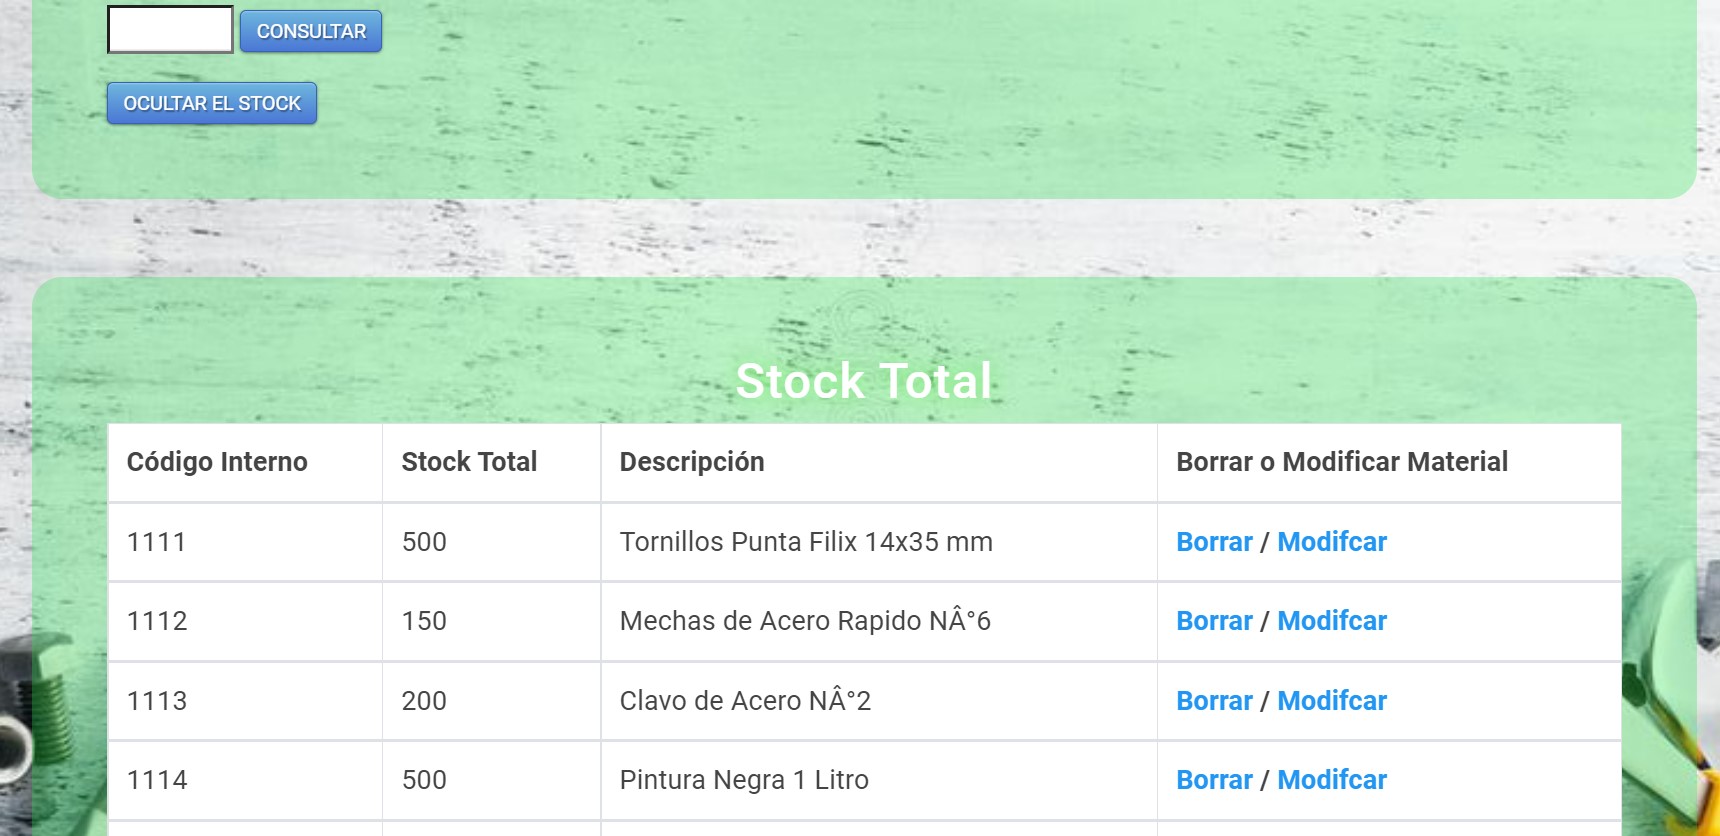 CONSULTAR
OCULTAR EL STOCK
Stock Total
Código Interno Stock Total Descripción Borrar o Modificar Material
1111 500 Tornillos Punta Filix 14x35 mm Borrar / Modifcar
1112 150 Mechas de Acero Rapido NÂ°6 Borrar / Modifcar
1113 200 Clavo de Acero NÂ°2 Borrar / Modifcar
1114 500 Pintura Negra 1 Litro Borrar / Modifcar